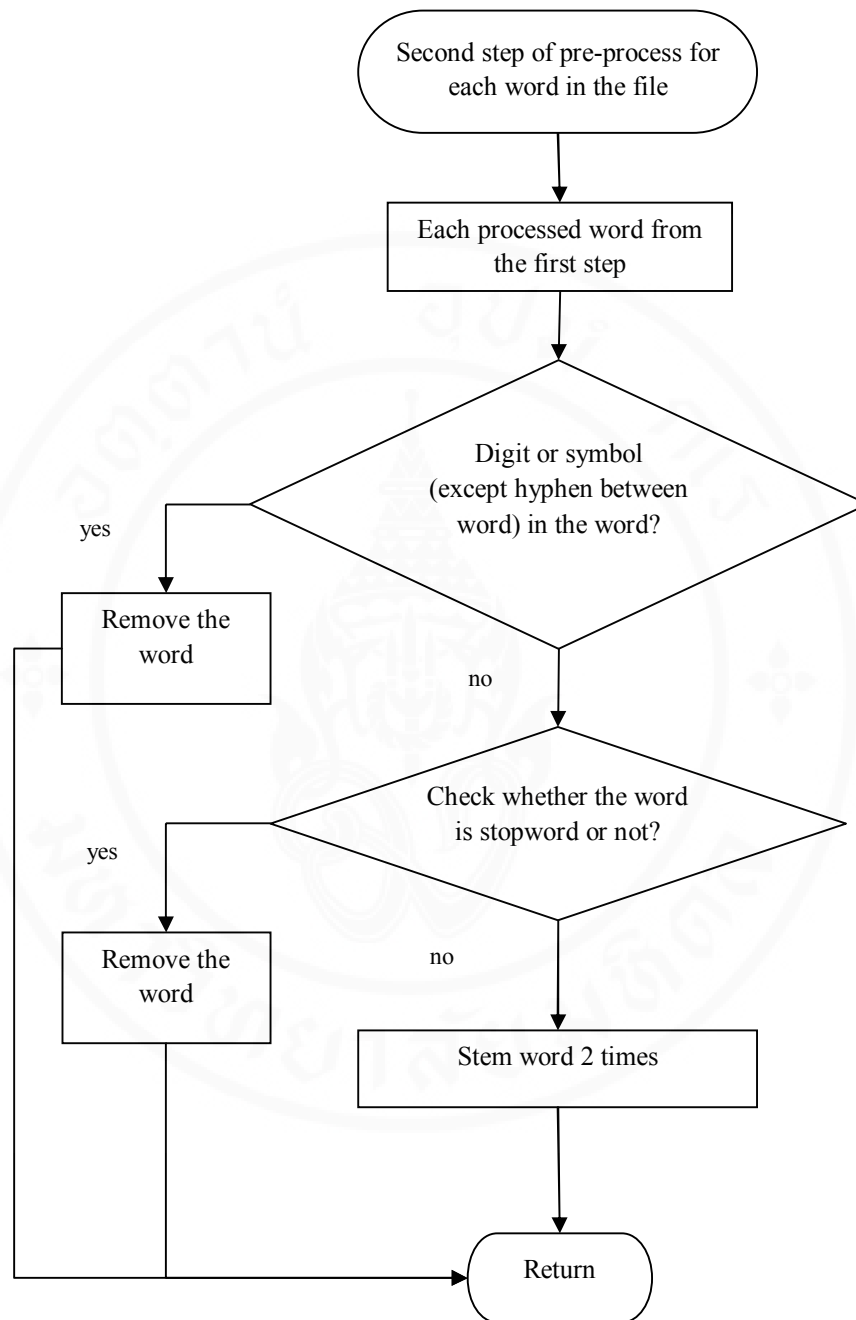 Second step of pre-process for
each word in the file
Each processed word from
the first step
Digit or symbol
(except hyphen between
word) in the word?
yes
Remove the
word
no
Check whether the word
is stopword or not?
yes
Remove the
word
no
Stem word 2 times
Return